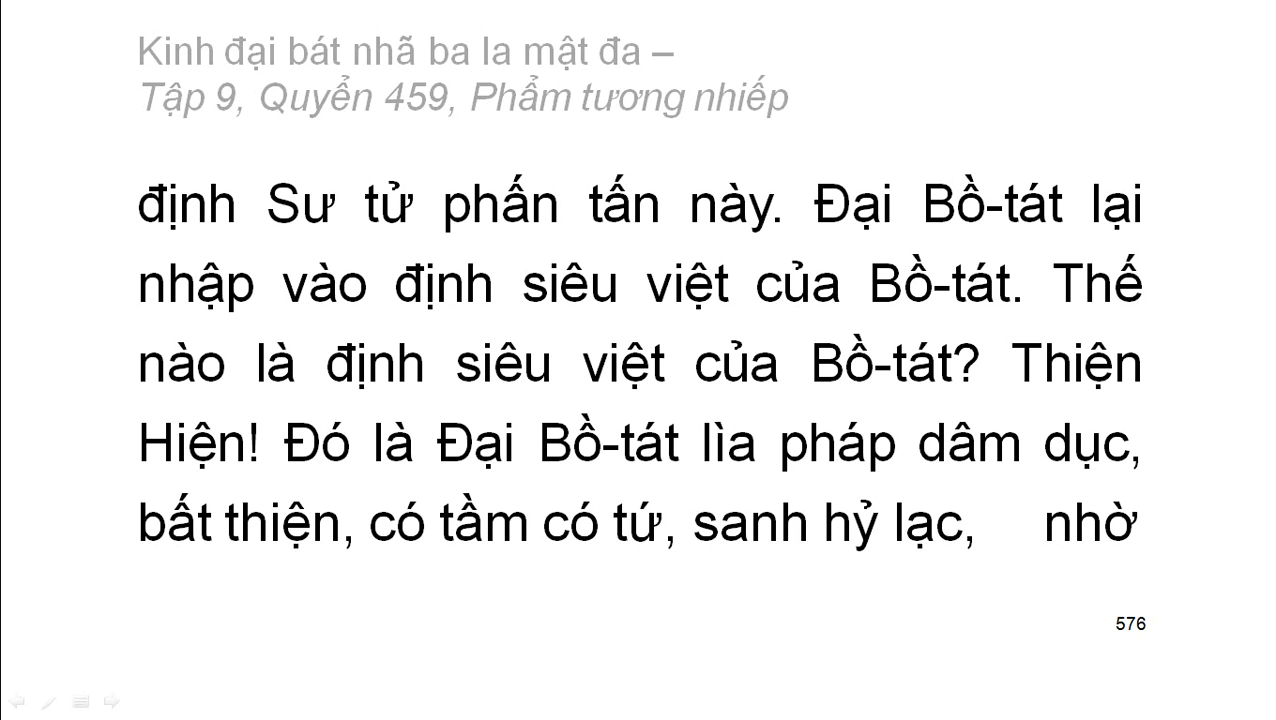 Kinh đại bát nhã ba la mật đa –
Tập 9, Quyển 459, Phẩm tương nhiếp
định Sư tử phấn tấn này. Đại Bồ-tát lại
nhập vào định siêu việt của Bồ-tát. Thế
nào là định siêu việt của Bồ-tát? Thiện
Hiện! Đó là Đại Bồ-tát lìa pháp dâm dục,
bất thiện, có tầm có tứ, sanh hỷ lạc, nhờ
576